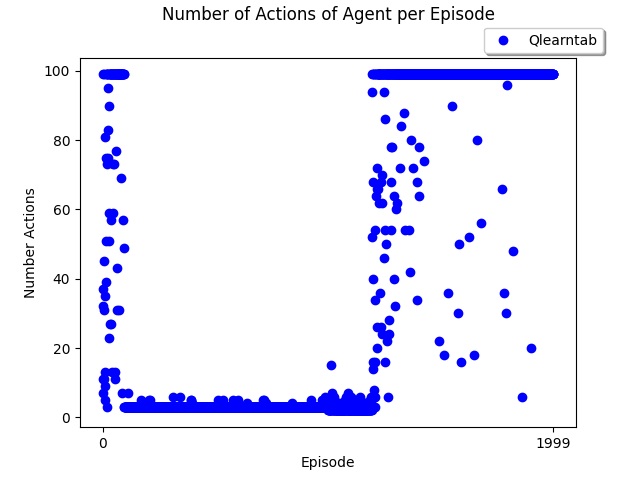 Number of Actions of Agent per Episode
Qlearntab
100
80
60
40
20
0
Number Actions
0 1999
Episode